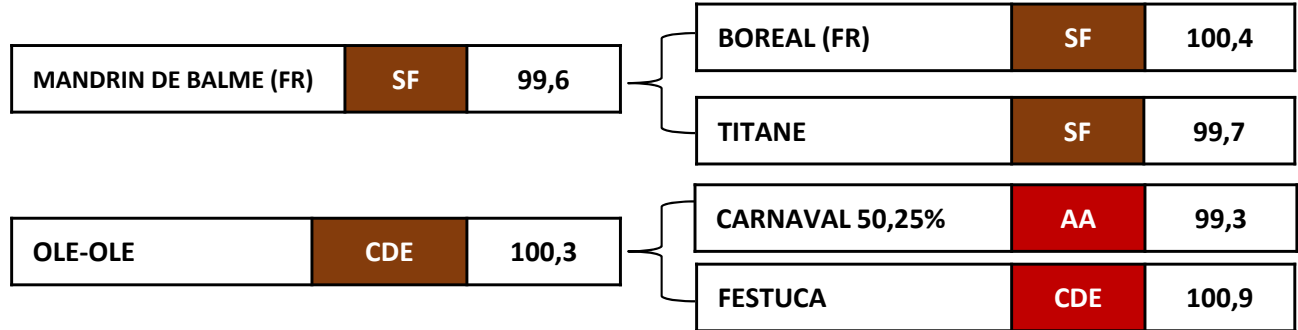 BOREAL (FR) SF 100,4
MANDRIN DE BALME (FR) SF 99,6
TITANE SF 99,7
CARNAVAL 50,25% AA 99,3
OLE-OLE CDE 100,3
FESTUCA CDE 100,9